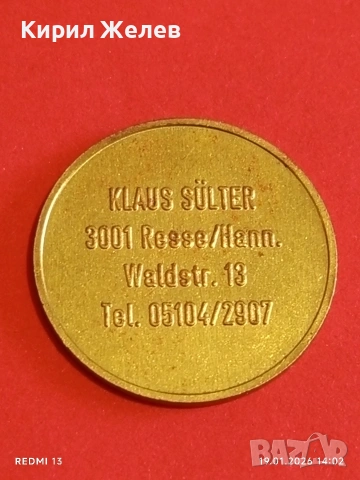 Кирил Желев
KLAUS SÜLTER
3001 Resse/Hann.
Waldstr. 13
Tel. 05104/2907
REDMI 13
19.01.2026 14:02
BAZAR